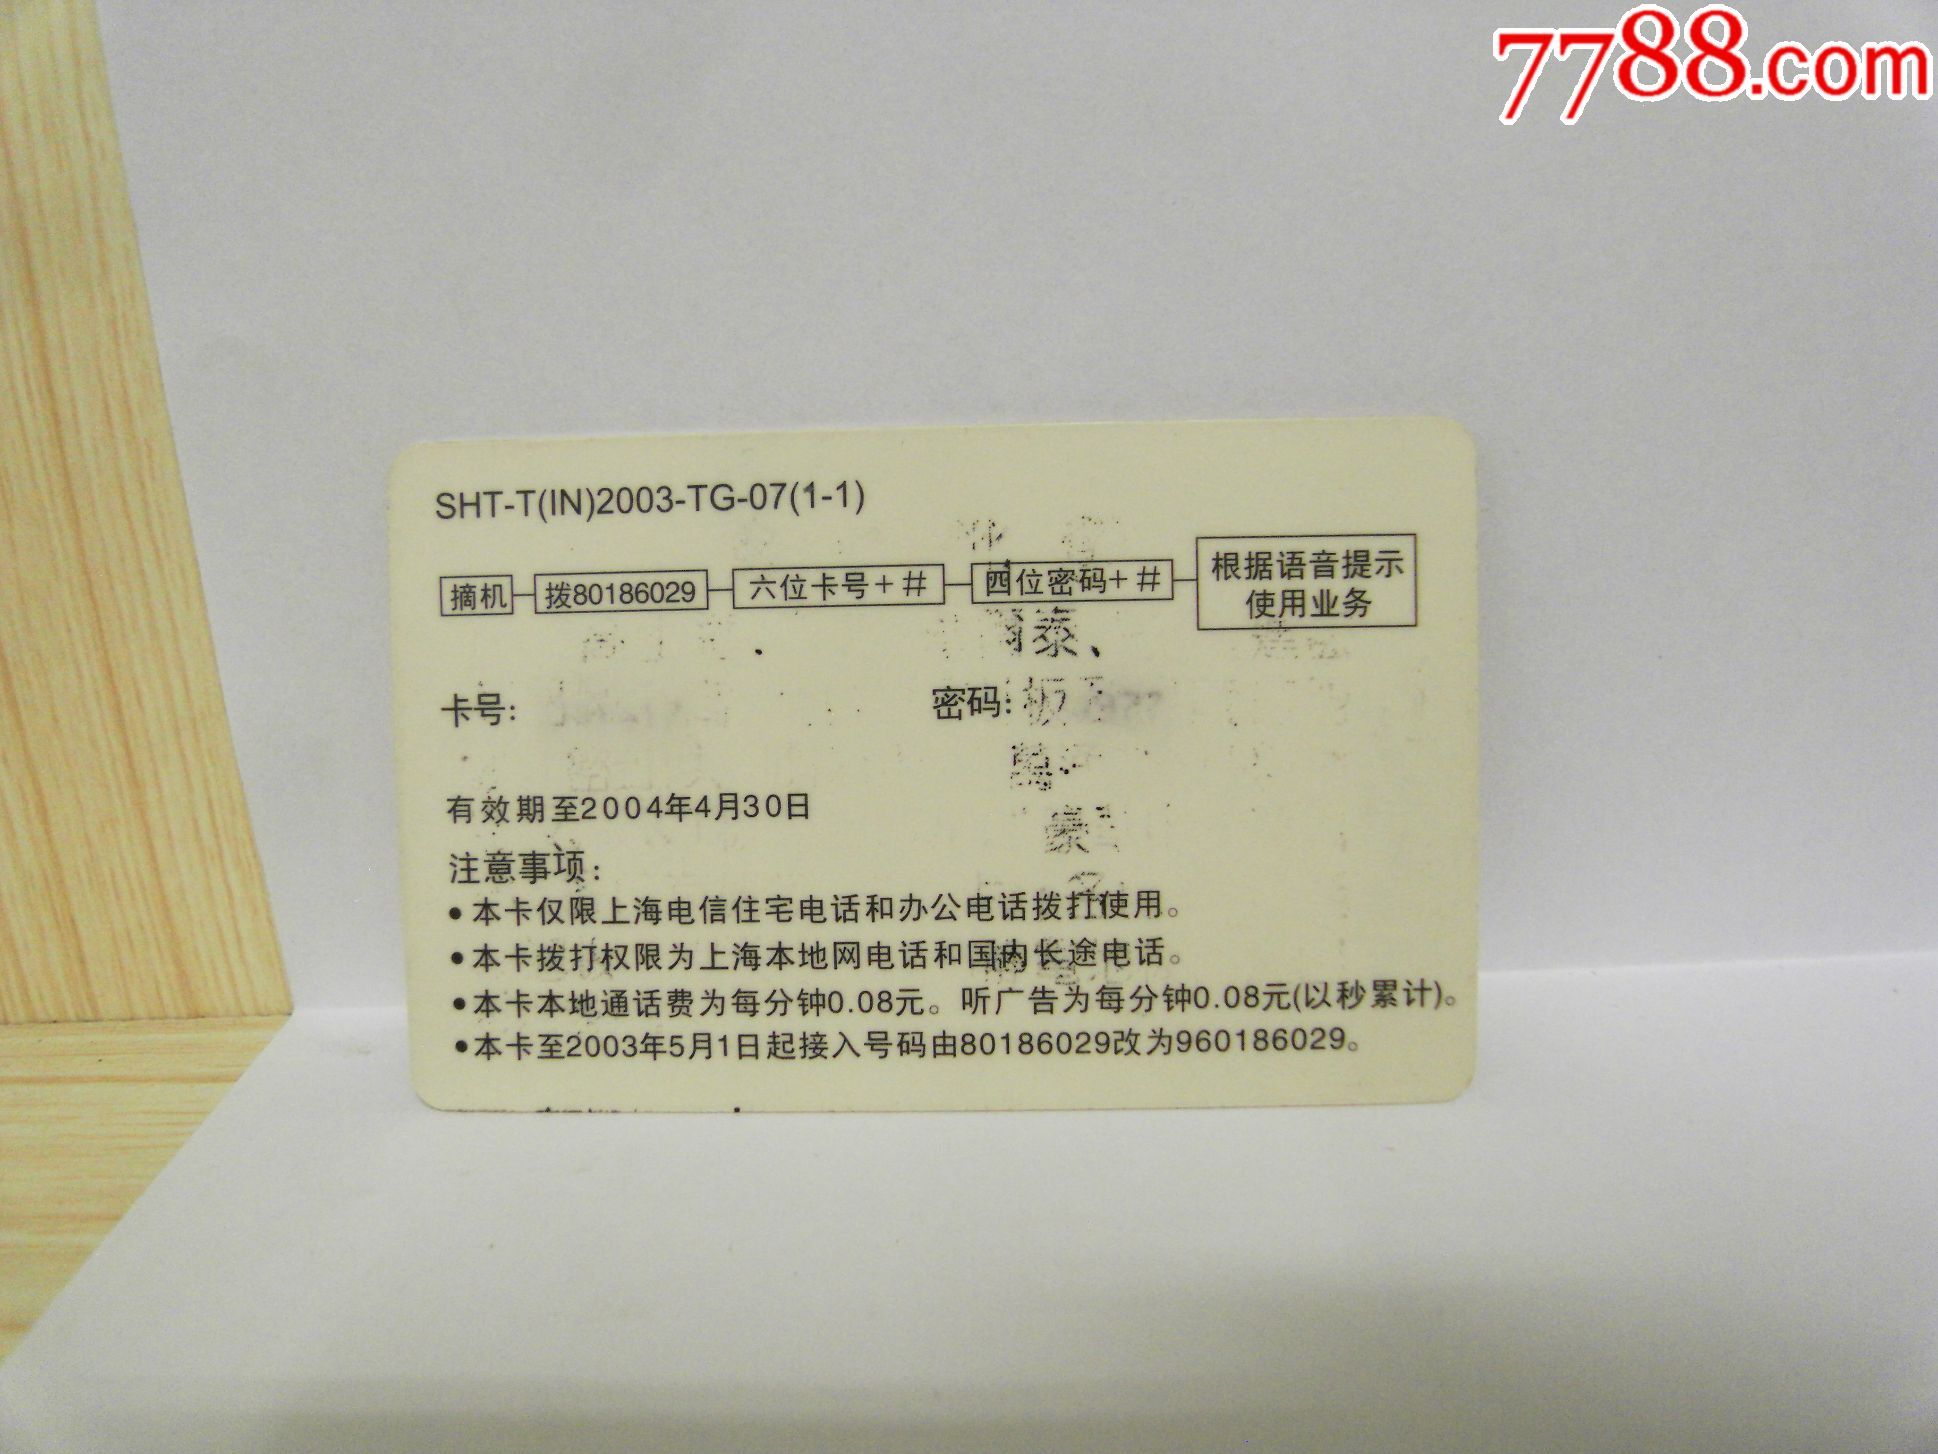 7788.com
SHT-T(IN)2003-TG-07(1-1)
摘机 拨80186029 六位卡号+# 四位密码+# 根据语音提示
使用业务
卡号: 密码:
有效期至2004年4月30日
注意事项:
•本卡仅限上海电信住宅电话和办公电话拨打使用。
•本卡拨打权限为上海本地网电话和国内长途电话。
•本卡本地通话费为每分钟0.08元。听广告为每分钟0.08元(以秒累计)。
•本卡至2003年5月1日起接入号码由80186029改为960186029。